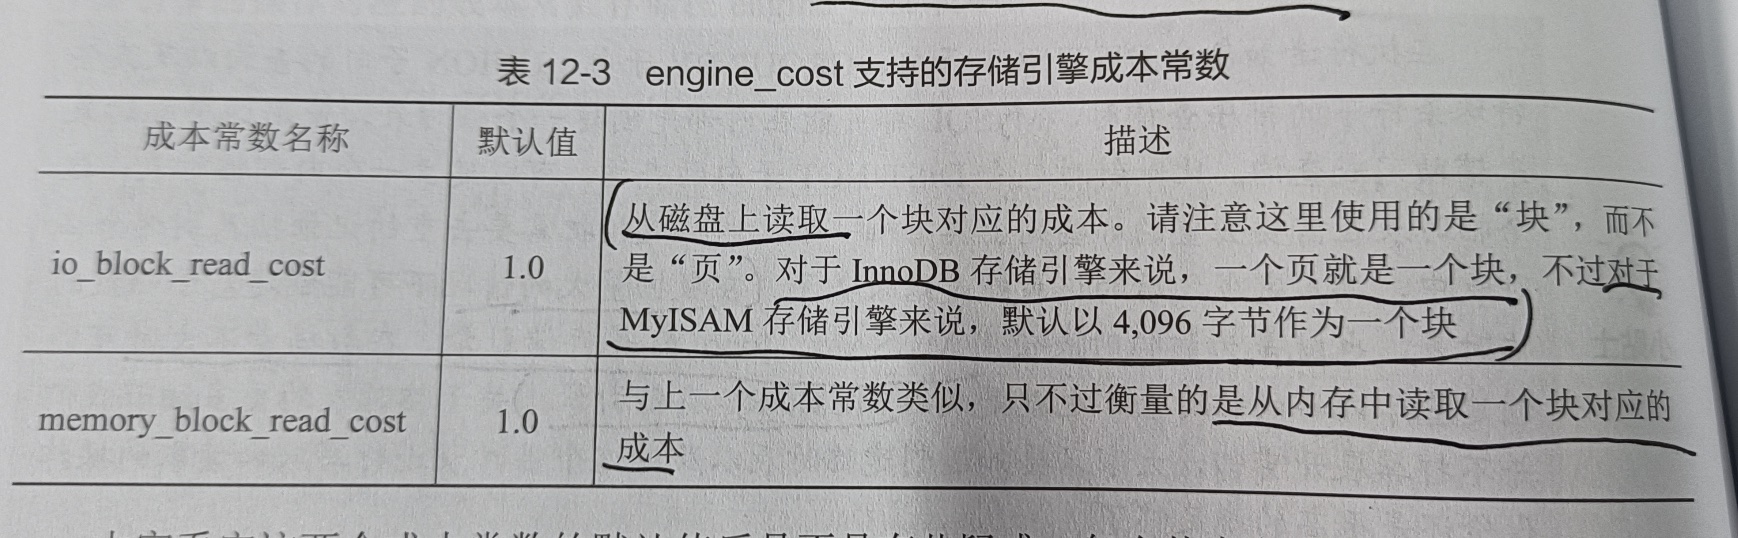 表 12-3 engine_cost 支持的存储引擎成本常数
成本常数名称 默认值 描述
从磁盘上读取一个块对应的成本。请注意这里使用的是“块”，而不
io_block_read_cost 1.0 是“页”。对于 InnoDB 存储引擎来说，一个页就是一个块，不过对于
MyISAM 存储引擎来说，默认以 4,096 字节作为一个块
与上一个成本常数类似，只不过衡量的是从内存中读取一个块对应的
memory_block_read_cost 1.0
成本